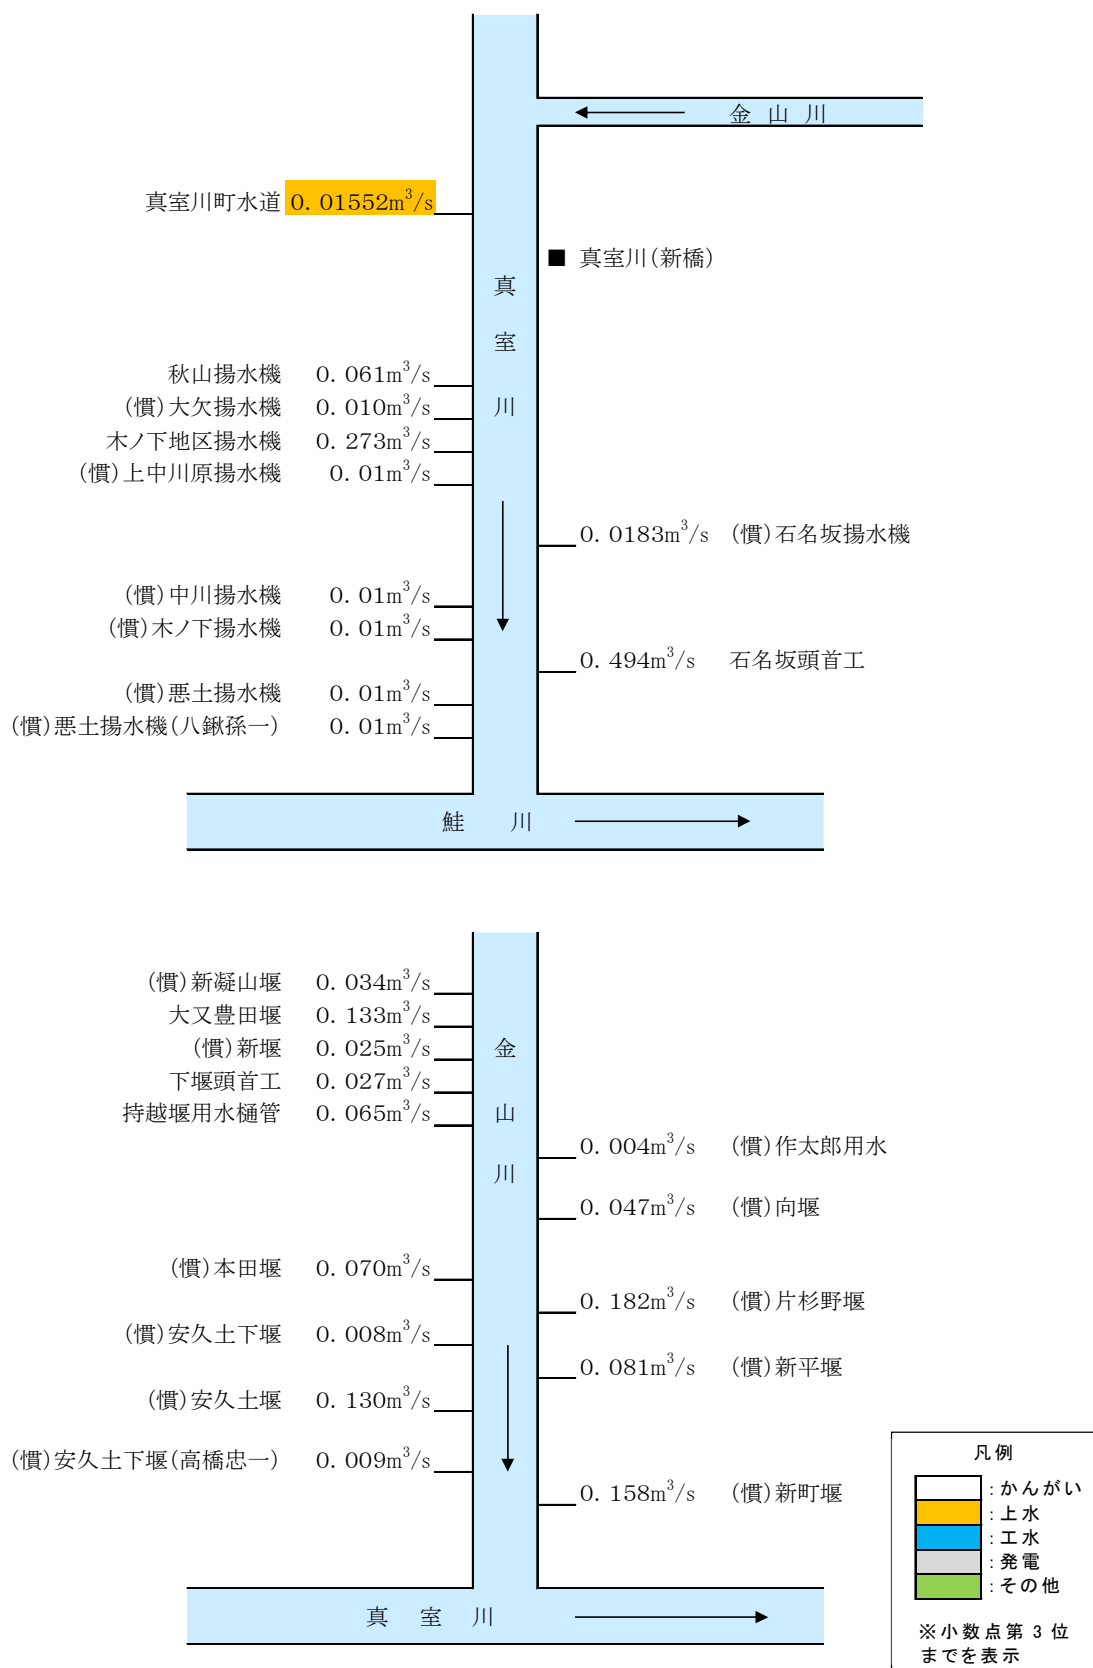 金山川
真室川町水道 0.01552m³/s
■ 真室川(新橋)
真室川
秋山揚水機 0.061m³/s
(慣)大欠揚水機 0.010m³/s
木ノ下地区揚水機 0.273m³/s
(慣)上中川原揚水機 0.01m³/s
0.0183m³/s (慣)石名坂揚水機
(慣)中川揚水機 0.01m³/s
(慣)木ノ下揚水機 0.01m³/s
0.494m³/s 石名坂頭首工
(慣)悪土揚水機 0.01m³/s
(慣)悪土揚水機(八鍬孫一) 0.01m³/s
鮭川
(慣)新凝山堰 0.034m³/s
大又豊田堰 0.133m³/s
(慣)新堰 0.025m³/s
下堰頭首工 0.027m³/s
持越堰用水樋管 0.065m³/s
金山川
0.004m³/s (慣)作太郎用水
0.047m³/s (慣)向堰
(慣)本田堰 0.070m³/s
0.182m³/s (慣)片杉野堰
(慣)安久土下堰 0.008m³/s
0.081m³/s (慣)新平堰
(慣)安久土堰 0.130m³/s
(慣)安久土下堰(高橋忠一) 0.009m³/s
0.158m³/s (慣)新町堰
真室川
凡例
:かんがい
:上水
:工水
:発電
:その他
※小数点第3位
までを表示